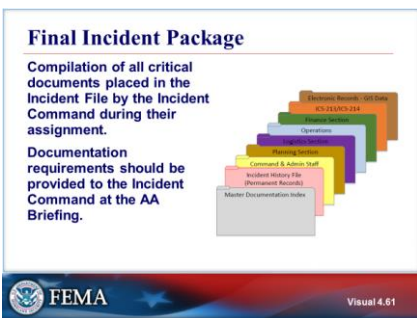 Final Incident Package
Compilation of all critical
documents placed in the
Incident File by the Incident
Command during their
assignment.
Documentation
requirements should be
provided to the Incident
Command at the AA
Briefing.
Electronic Records - GIS Data
ICS-213/ICS-214
Finance Section
Operations
Logistics Section
Planning Section
Command & Admin Staff
Incident History File
(Permanent Records)
Master Documentation Index
FEMA
Visual 4.61